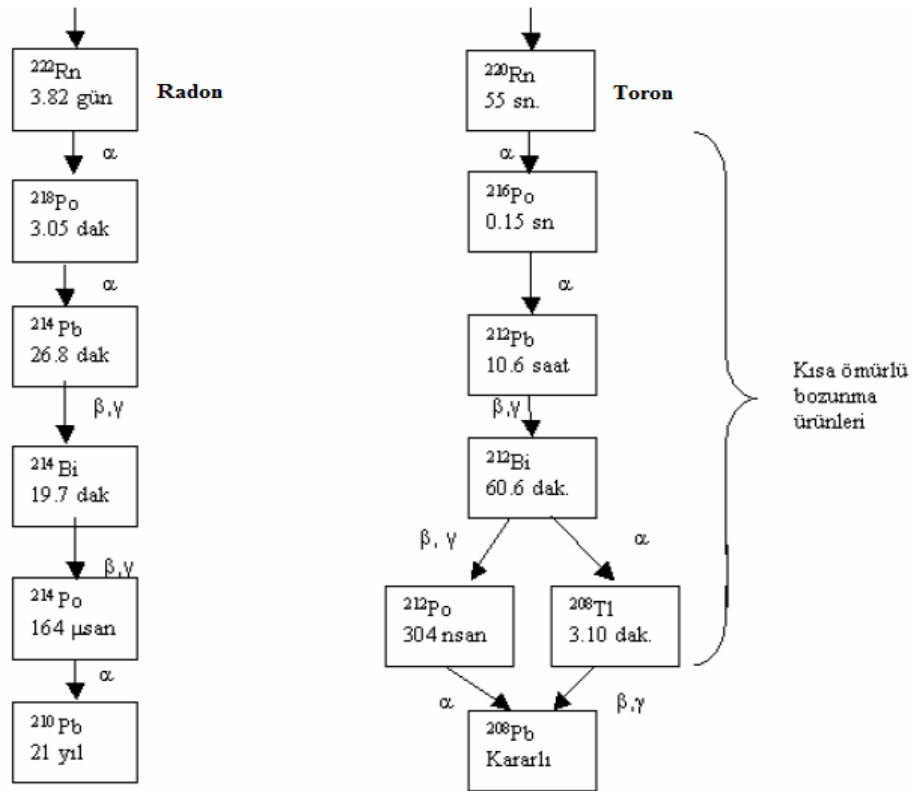 ²²²Rn
3.82 gün
Radon
α
²¹⁸Po
3.05 dak
α
²¹⁴Pb
26.8 dak
β,γ
²¹⁴Bi
19.7 dak
β,γ
²¹⁴Po
164 μsan
α
²¹⁰Pb
21 yıl
²²⁰Rn
55 sn.
Toron
α
²¹⁶Po
0.15 sn
α
²¹²Pb
10.6 saat
β,γ
²¹²Bi
60.6 dak.
β, γ
α
²¹²Po
304 nsan
²⁰⁸Tl
3.10 dak.
α
β,γ
²⁰⁸Pb
Kararlı
Kısa ömürlü
bozunma
ürünleri